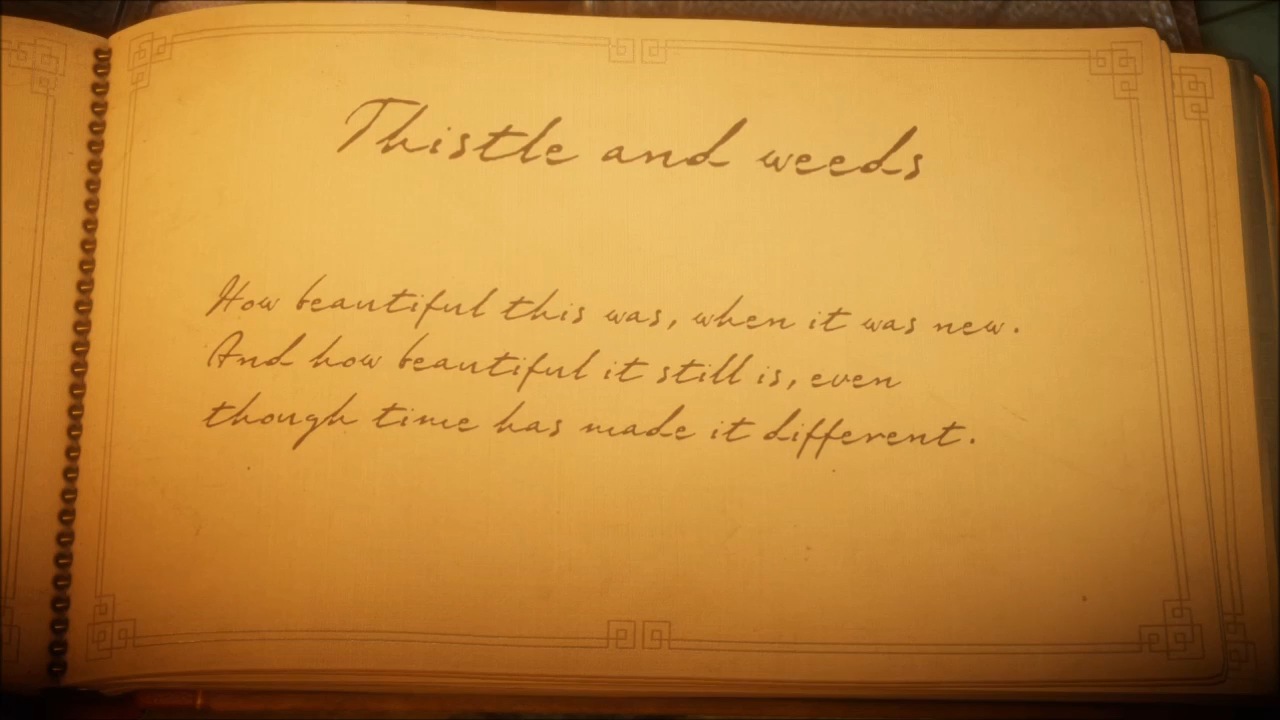 Thistle and weeds
How beautiful this was, when it was new.
And how beautiful it still is, even
though time has made it different.